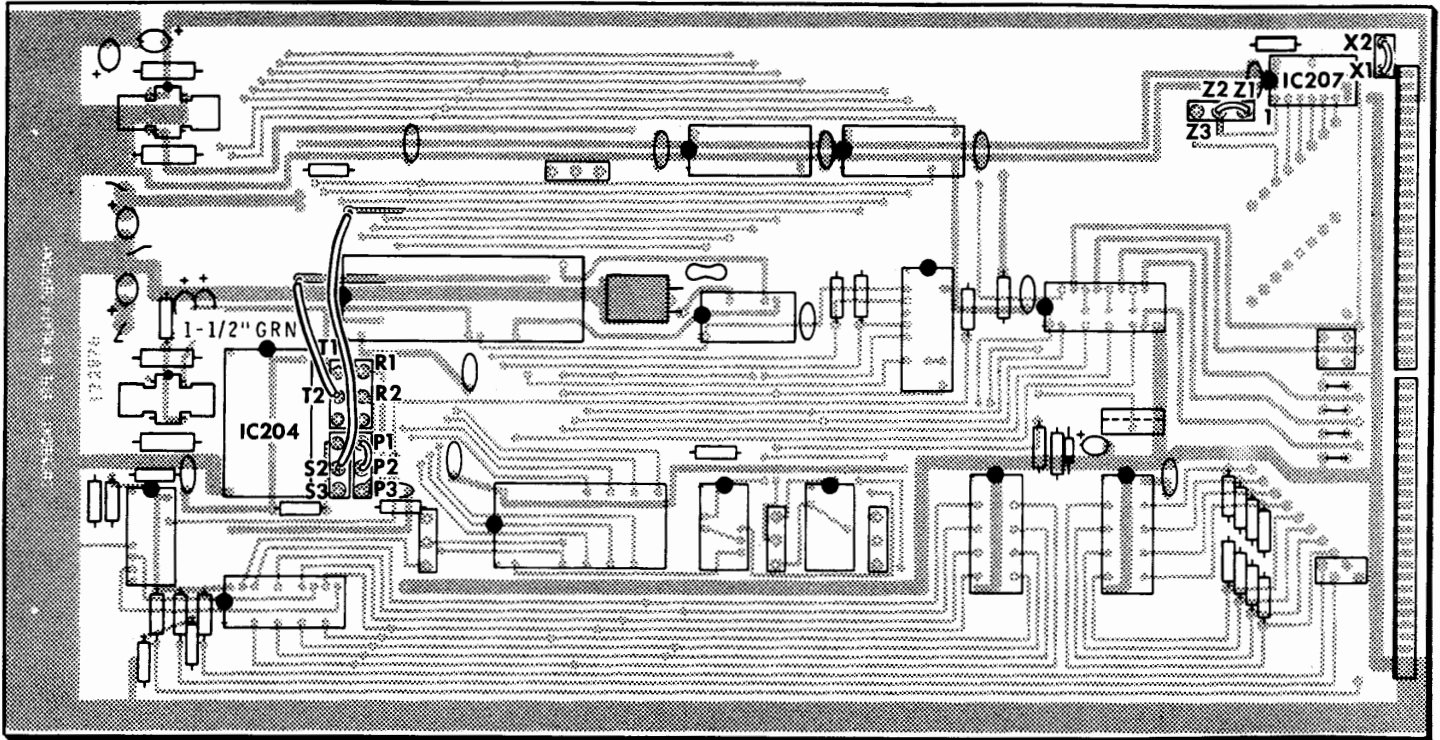 X2
X1
IC207
Z2 Z1
1
Z3
1-1/2" GRN
T1
R1
T2
R2
IC204
P1
S2
P2
S3
P3